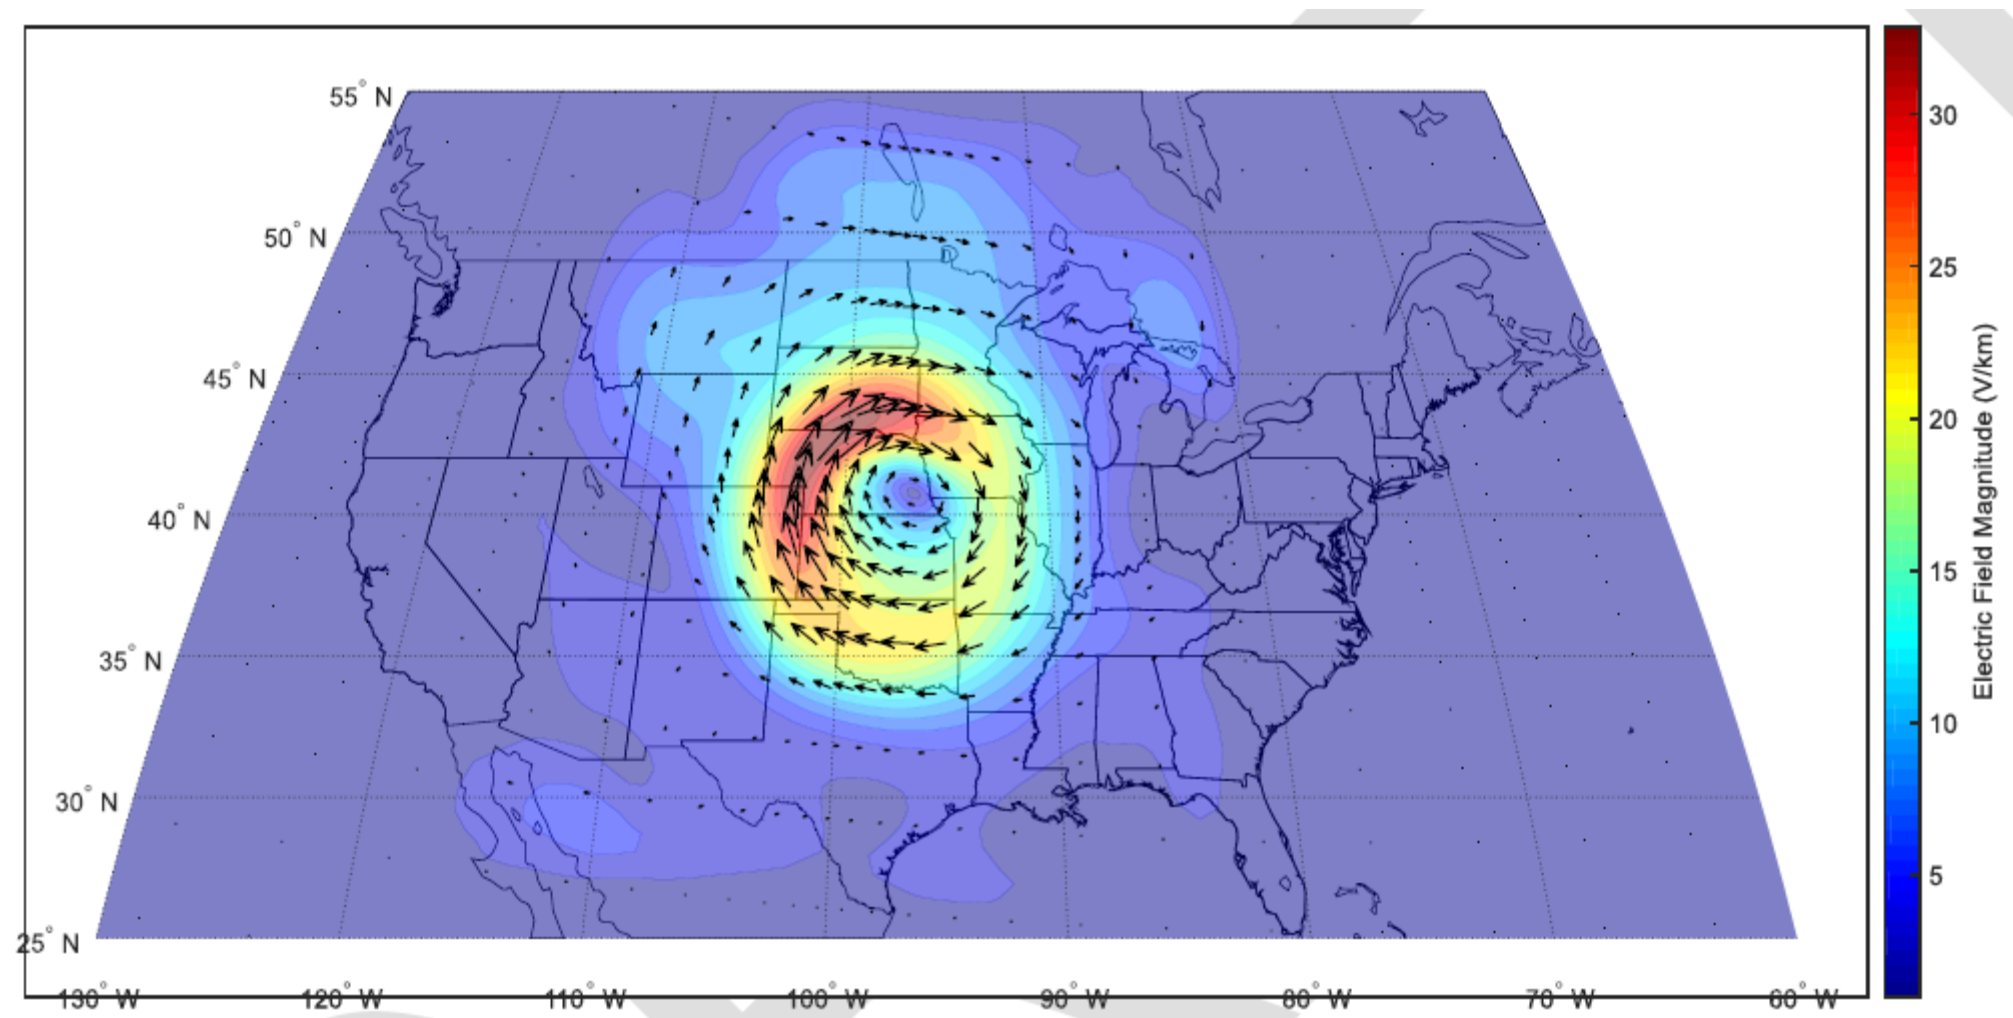 55° N
50° N
45° N
40° N
35° N
30° N
25° N
130° W 120° W 110° W 100° W 90° W 80° W 70° W 60° W
30
25
20
15
10
5
Electric Field Magnitude (V/km)